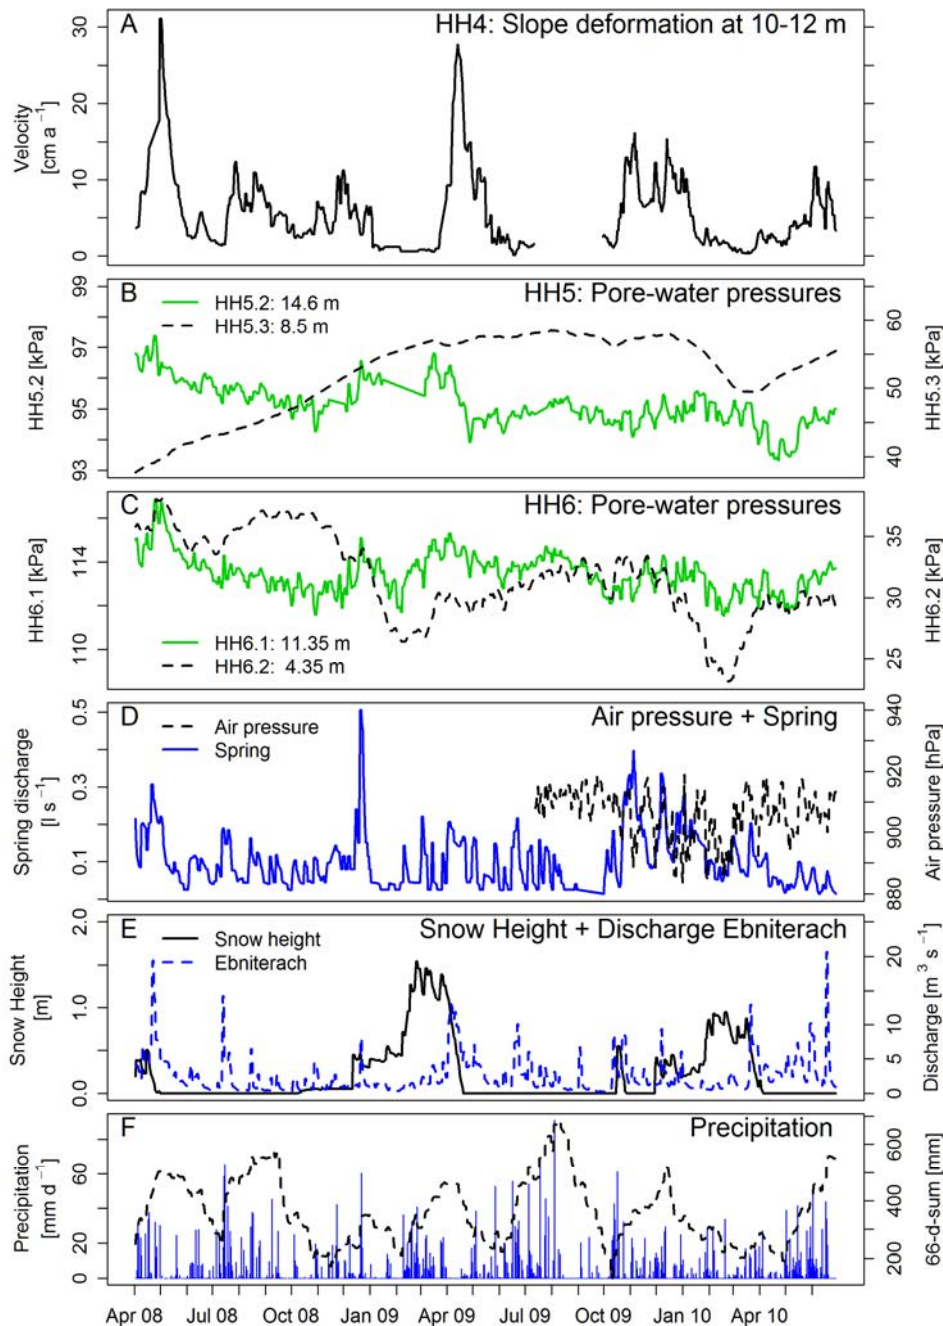 A HH4: Slope deformation at 10-12 m
Velocity
[cm a⁻¹]
0 10 20 30
B HH5: Pore-water pressures
HH5.2: 14.6 m
HH5.3: 8.5 m
HH5.2 [kPa]
93 95 97 99
HH5.3 [kPa]
40 50 60
C HH6: Pore-water pressures
HH6.1: 11.35 m
HH6.2: 4.35 m
HH6.1 [kPa]
110 114
HH6.2 [kPa]
25 30 35
D Air pressure + Spring
Air pressure
Spring
Spring discharge
[l s⁻¹]
0.1 0.3 0.5
Air pressure [hPa]
880 900 920 940
E Snow Height + Discharge Ebniterach
Snow height
Ebniterach
Snow Height
[m]
0.0 1.0 2.0
Discharge [m³ s⁻¹]
0 5 10 20
F Precipitation
Precipitation
[mm d⁻¹]
0 20 60
66-d-sum [mm]
200 400 600
Apr 08 Jul 08 Oct 08 Jan 09 Apr 09 Jul 09 Oct 09 Jan 10 Apr 10